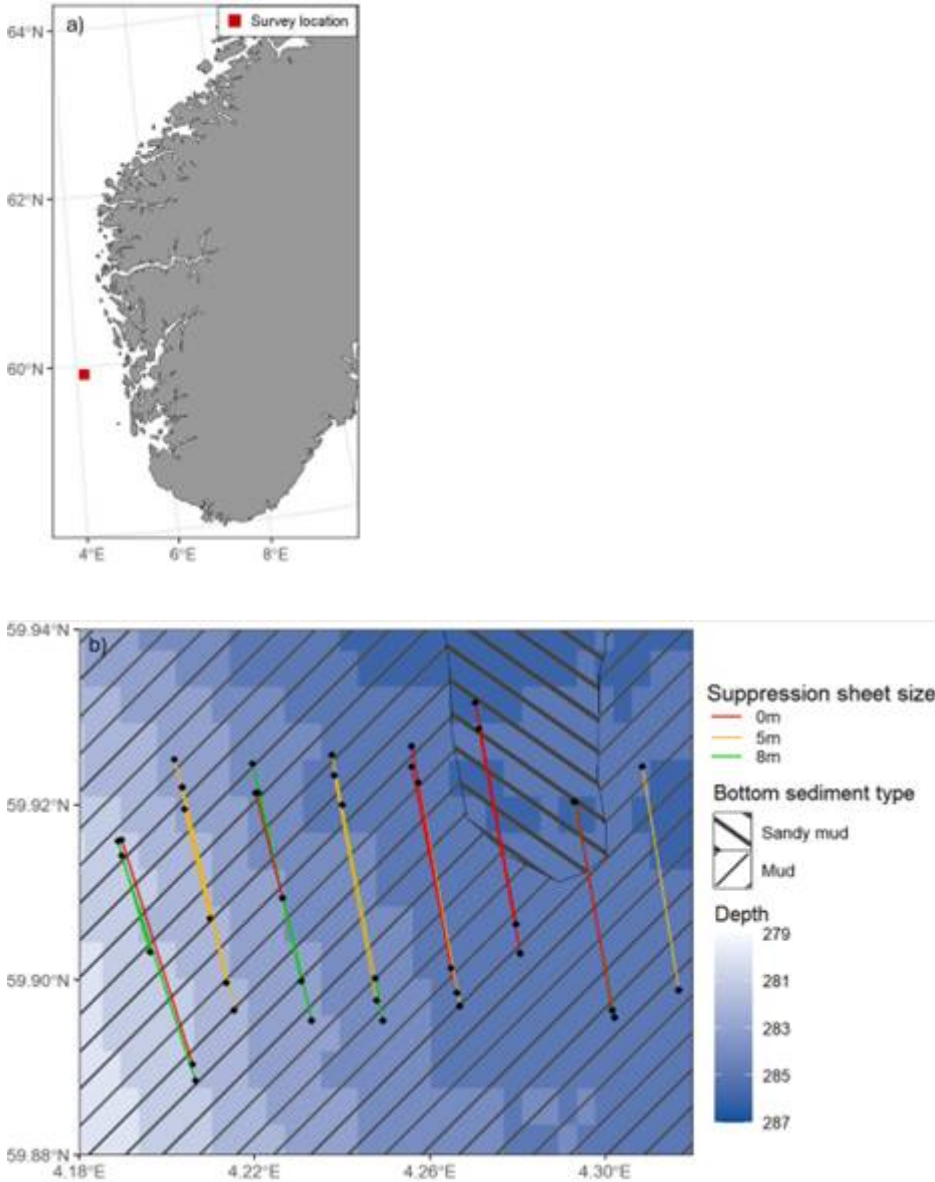 a)
Survey location
64°N
62°N
60°N
4°E 6°E 8°E
59.94°N
b)
59.92°N
59.90°N
59.88°N
4.18°E 4.22°E 4.26°E 4.30°E
Suppression sheet size
0m
5m
8m
Bottom sediment type
Sandy mud
Mud
Depth
279
281
283
285
287